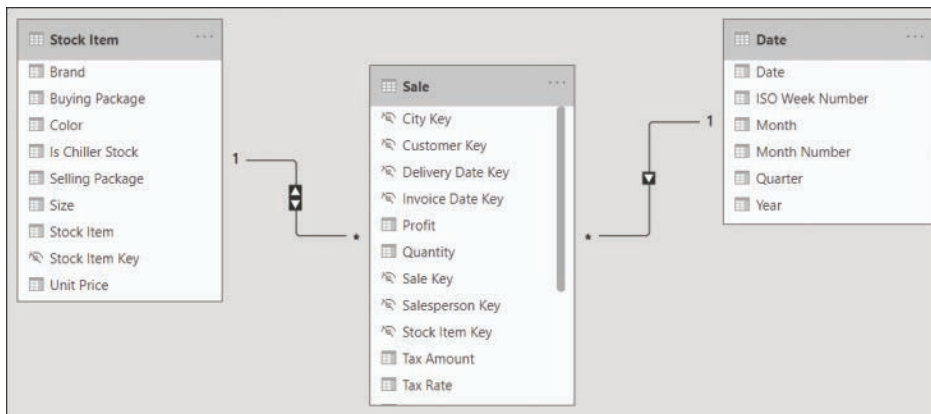 Stock Item ...
Brand
Buying Package
Color
Is Chiller Stock
Selling Package
Size
Stock Item
Stock Item Key
Unit Price
1
Sale ...
City Key
Customer Key
Delivery Date Key
Invoice Date Key
Profit
Quantity
Sale Key
Salesperson Key
Stock Item Key
Tax Amount
Tax Rate
*
*
1
Date ...
Date
ISO Week Number
Month
Month Number
Quarter
Year